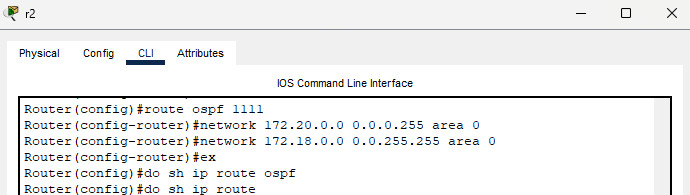 r2
Physical Config CLI Attributes
IOS Command Line Interface
Router(config)#route ospf 1111
Router(config-router)#network 172.20.0.0 0.0.0.255 area 0
Router(config-router)#network 172.18.0.0 0.0.255.255 area 0
Router(config-router)#ex
Router(config)#do sh ip route ospf
Router(config)#do sh ip route